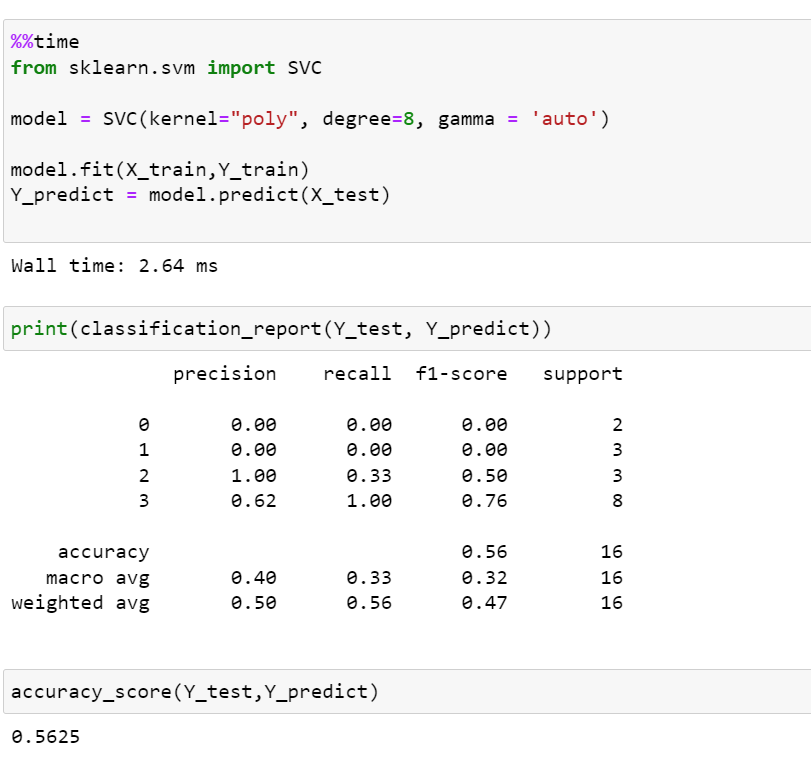 %%time
from sklearn.svm import SVC
model = SVC(kernel="poly", degree=8, gamma = 'auto')
model.fit(X_train,Y_train)
Y_predict = model.predict(X_test)
Wall time: 2.64 ms
print(classification_report(Y_test, Y_predict))
precision recall f1-score support
0 0.00 0.00 0.00 2
1 0.00 0.00 0.00 3
2 1.00 0.33 0.50 3
3 0.62 1.00 0.76 8
accuracy 0.56 16
macro avg 0.40 0.33 0.32 16
weighted avg 0.50 0.56 0.47 16
accuracy_score(Y_test,Y_predict)
0.5625